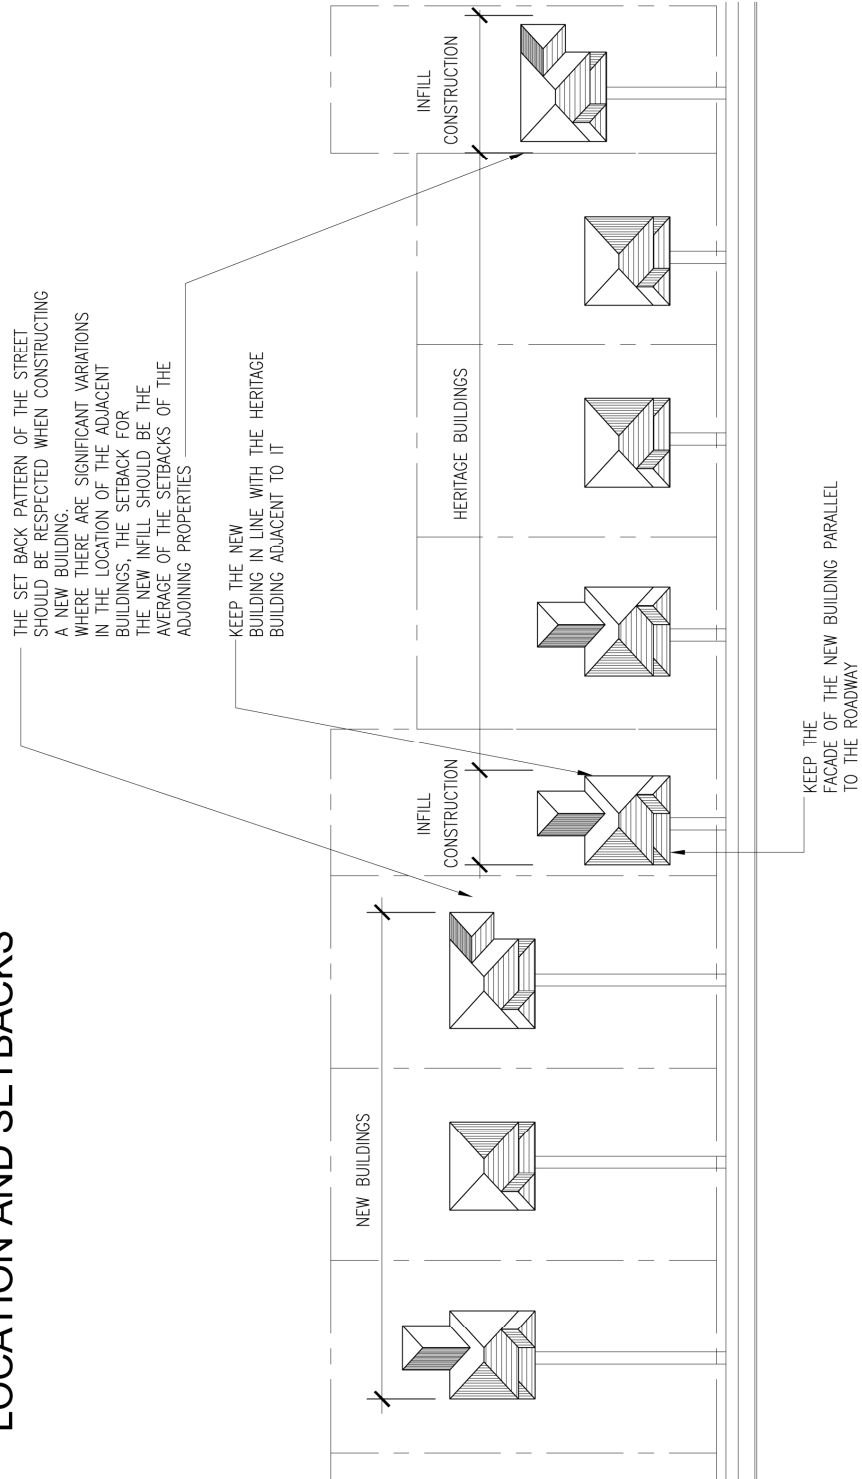 LOCATION AND SETBACKS
THE SET BACK PATTERN OF THE STREET
SHOULD BE RESPECTED WHEN CONSTRUCTING
A NEW BUILDING.
WHERE THERE ARE SIGNIFICANT VARIATIONS
IN THE LOCATION OF THE ADJACENT
BUILDINGS, THE SETBACK FOR
THE NEW INFILL SHOULD BE THE
AVERAGE OF THE SETBACKS OF THE
ADJOINING PROPERTIES
KEEP THE NEW
BUILDING IN LINE WITH THE HERITAGE
BUILDING ADJACENT TO IT
NEW BUILDINGS
INFILL
CONSTRUCTION
HERITAGE BUILDINGS
INFILL
CONSTRUCTION
KEEP THE
FACADE OF THE NEW BUILDING PARALLEL
TO THE ROADWAY